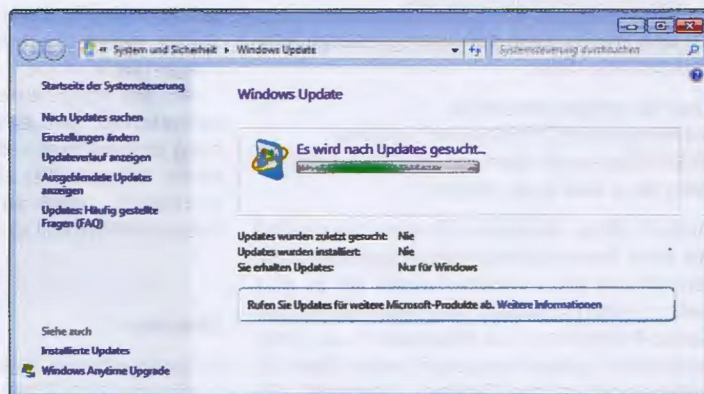 « System und Sicherheit ▸ Windows Update
Systemsteuerung durchsuchen
Startseite der Systemsteuerung
Nach Updates suchen
Einstellungen ändern
Updateverlauf anzeigen
Ausgeblendete Updates
anzeigen
Updates: Häufig gestellte
Fragen (FAQ)
Siehe auch
Installierte Updates
Windows Anytime Upgrade
Windows Update
Es wird nach Updates gesucht...
Updates wurden zuletzt gesucht: Nie
Updates wurden installiert: Nie
Sie erhalten Updates: Nur für Windows
Rufen Sie Updates für weitere Microsoft-Produkte ab. Weitere Informationen